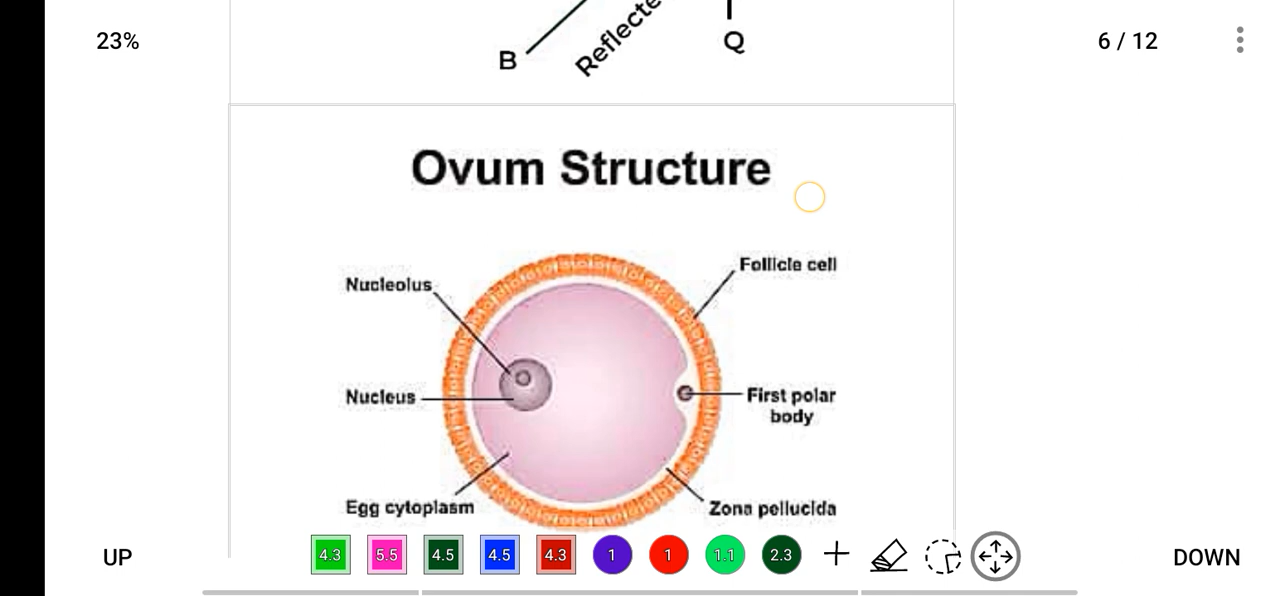 23%
6 / 12
B
Reflecte
Q
Ovum Structure
Follicle cell
Nucleolus
Nucleus
First polar
body
Egg cytoplasm
Zona pellucida
UP
4.3
5.5
4.5
4.5
4.3
1
1
1.1
2.3
DOWN